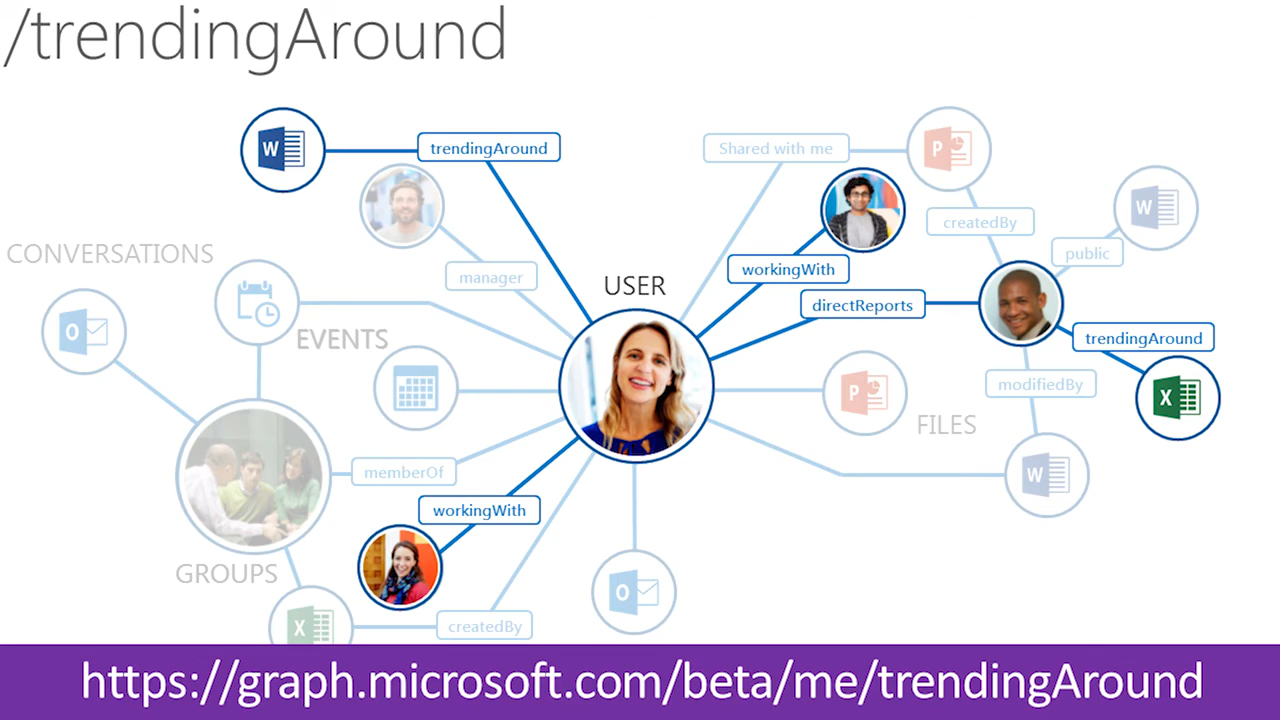 /trendingAround
W
trendingAround
Shared with me
P
W
createdBy
public
CONVERSATIONS
manager
workingWith
USER
directReports
O
EVENTS
trendingAround
modifiedBy
P
X
FILES
memberOf
W
workingWith
GROUPS
O
X
createdBy
https://graph.microsoft.com/beta/me/trendingAround